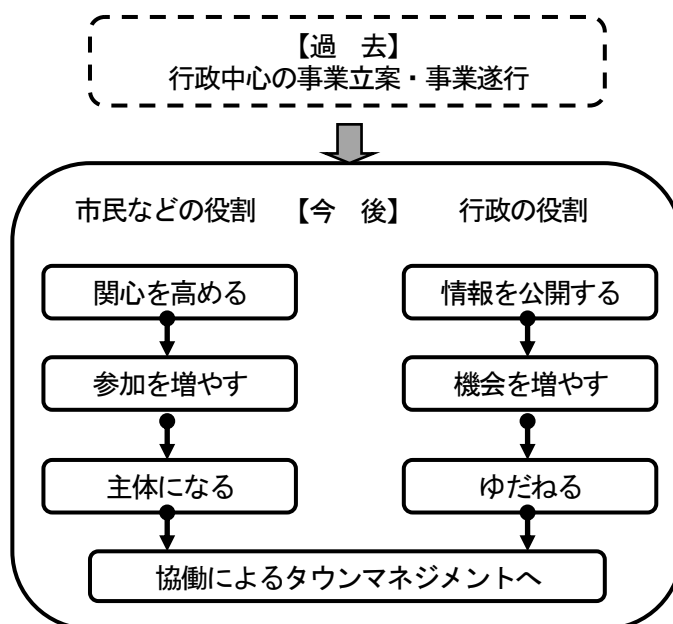 【過　去】
行政中心の事業立案・事業遂行
市民などの役割　【今　後】　行政の役割
関心を高める
情報を公開する
参加を増やす
機会を増やす
主体になる
ゆだねる
協働によるタウンマネジメントへ